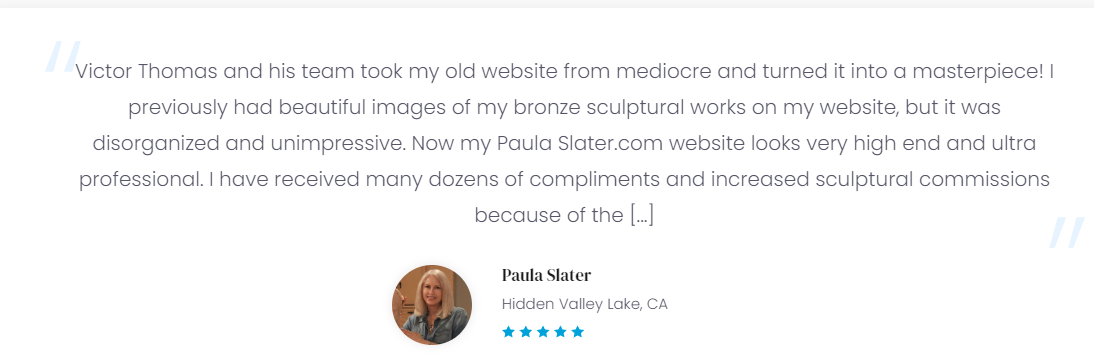 Victor Thomas and his team took my old website from mediocre and turned it into a masterpiece! I
previously had beautiful images of my bronze sculptural works on my website, but it was
disorganized and unimpressive. Now my Paula Slater.com website looks very high end and ultra
professional. I have received many dozens of compliments and increased sculptural commissions
because of the [...]
Paula Slater
Hidden Valley Lake, CA